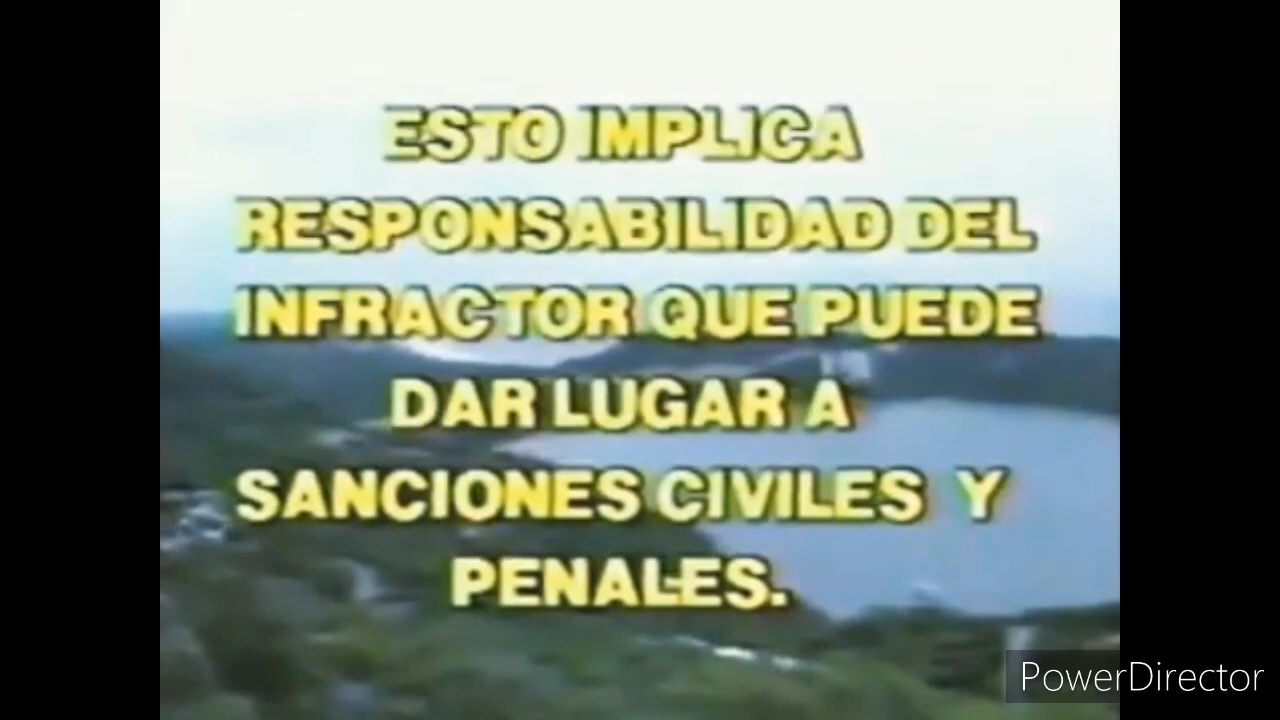 ESTO IMPLICA
RESPONSABILIDAD DEL
INFRACTOR QUE PUEDE
DAR LUGAR A
SANCIONES CIVILES Y
PENALES.
PowerDirector